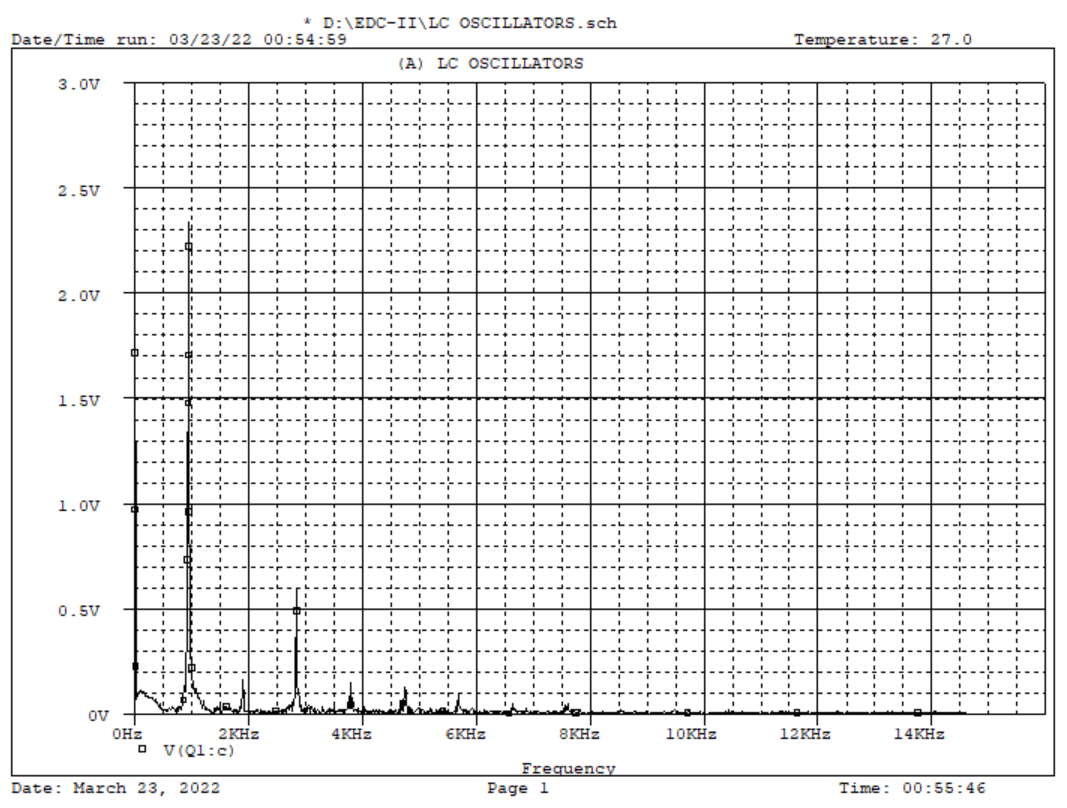 * D:\EDC-II\LC OSCILLATORS.sch
Date/Time run: 03/23/22 00:54:59 Temperature: 27.0
(A) LC OSCILLATORS
3.0V
2.5V
2.0V
1.5V
1.0V
0.5V
0V
0Hz 2KHz 4KHz 6KHz 8KHz 10KHz 12KHz 14KHz
V(Q1:c)
Frequency
Date: March 23, 2022 Page 1 Time: 00:55:46